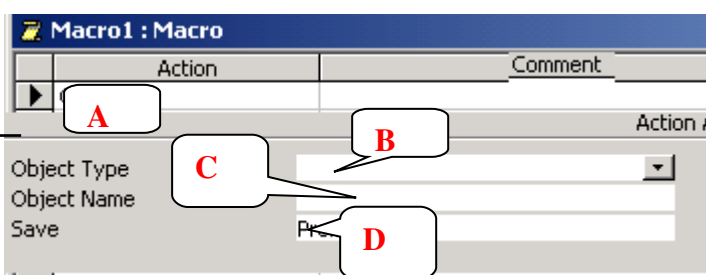 Macro1 : Macro
Action Comment
A
Action
B
Object Type
C
Object Name
Save
D